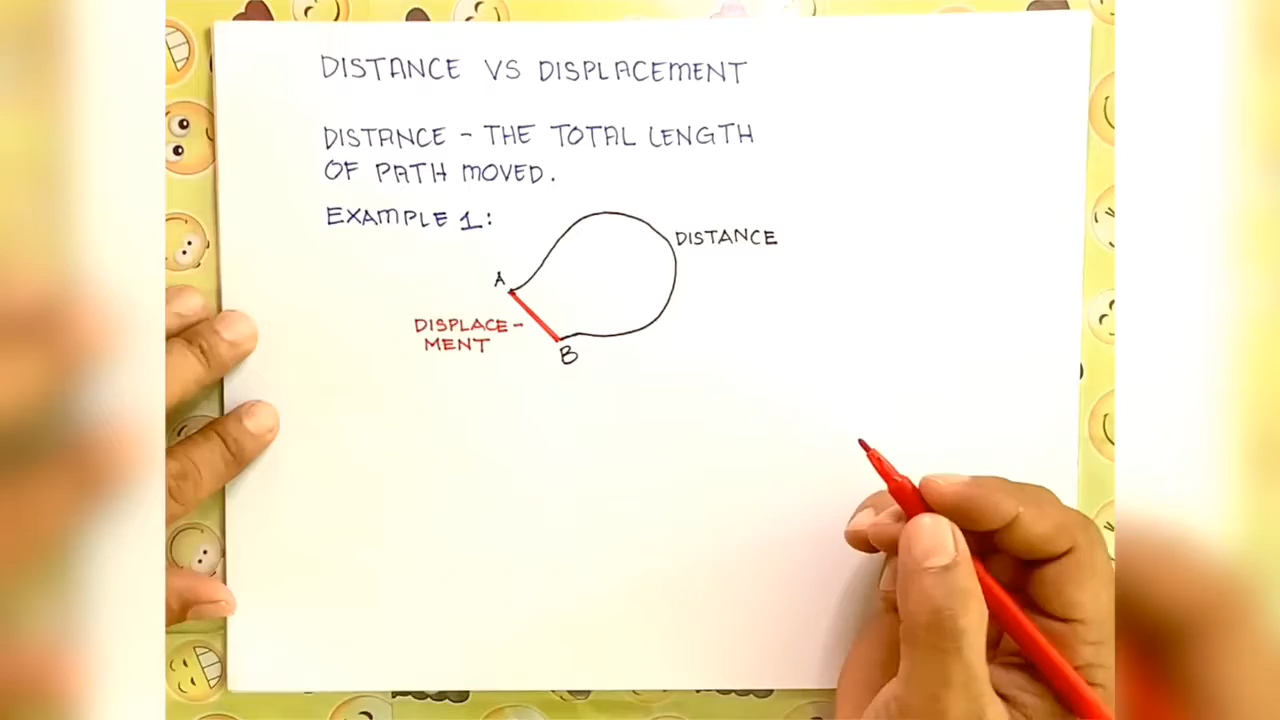 DISTANCE VS DISPLACEMENT
DISTANCE - THE TOTAL LENGTH
OF PATH MOVED.
EXAMPLE 1:
DISTANCE
A
DISPLACE-
MENT
B